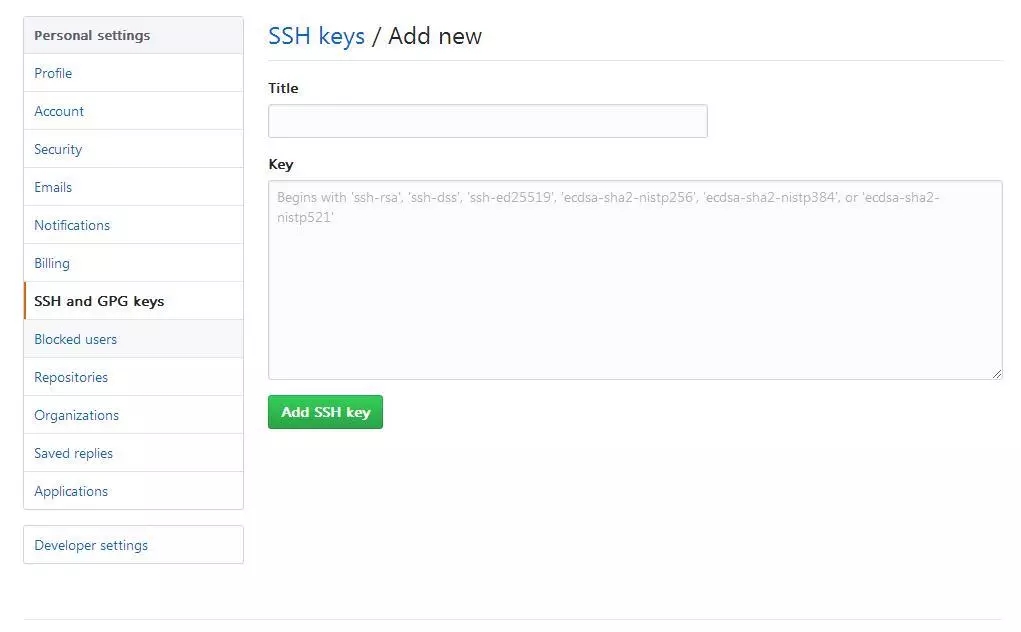 Personal settings
Profile
Account
Security
Emails
Notifications
Billing
SSH and GPG keys
Blocked users
Repositories
Organizations
Saved replies
Applications
Developer settings
SSH keys / Add new
Title
Key
Begins with 'ssh-rsa', 'ssh-dss', 'ssh-ed25519', 'ecdsa-sha2-nistp256', 'ecdsa-sha2-nistp384', or 'ecdsa-sha2-
nistp521'
Add SSH key